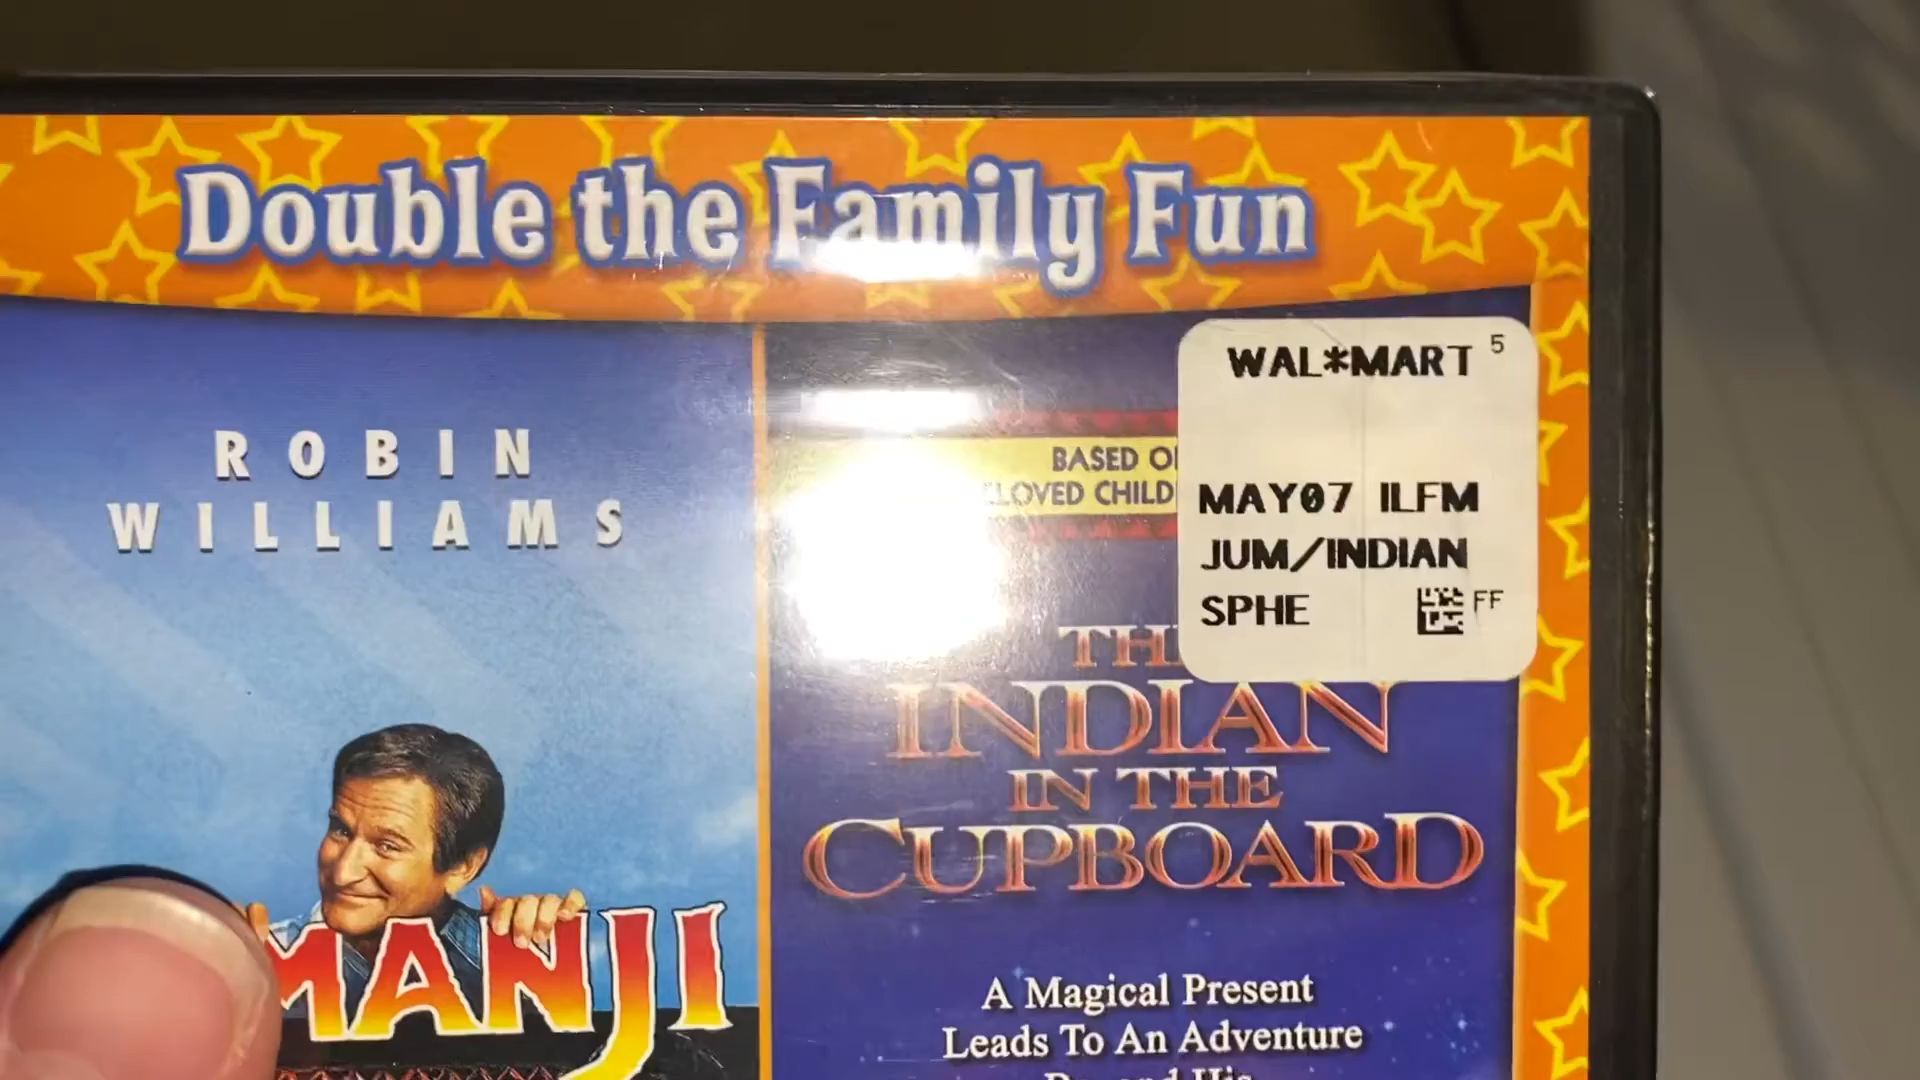 Double the Family Fun
ROBIN
WILLIAMS
MANJI
BASED O
LOVED CHILD
THE
INDIAN
IN THE
CUPBOARD
A Magical Present
Leads To An Adventure
WAL*MART 5
MAY07 ILFM
JUM/INDIAN
SPHE FF